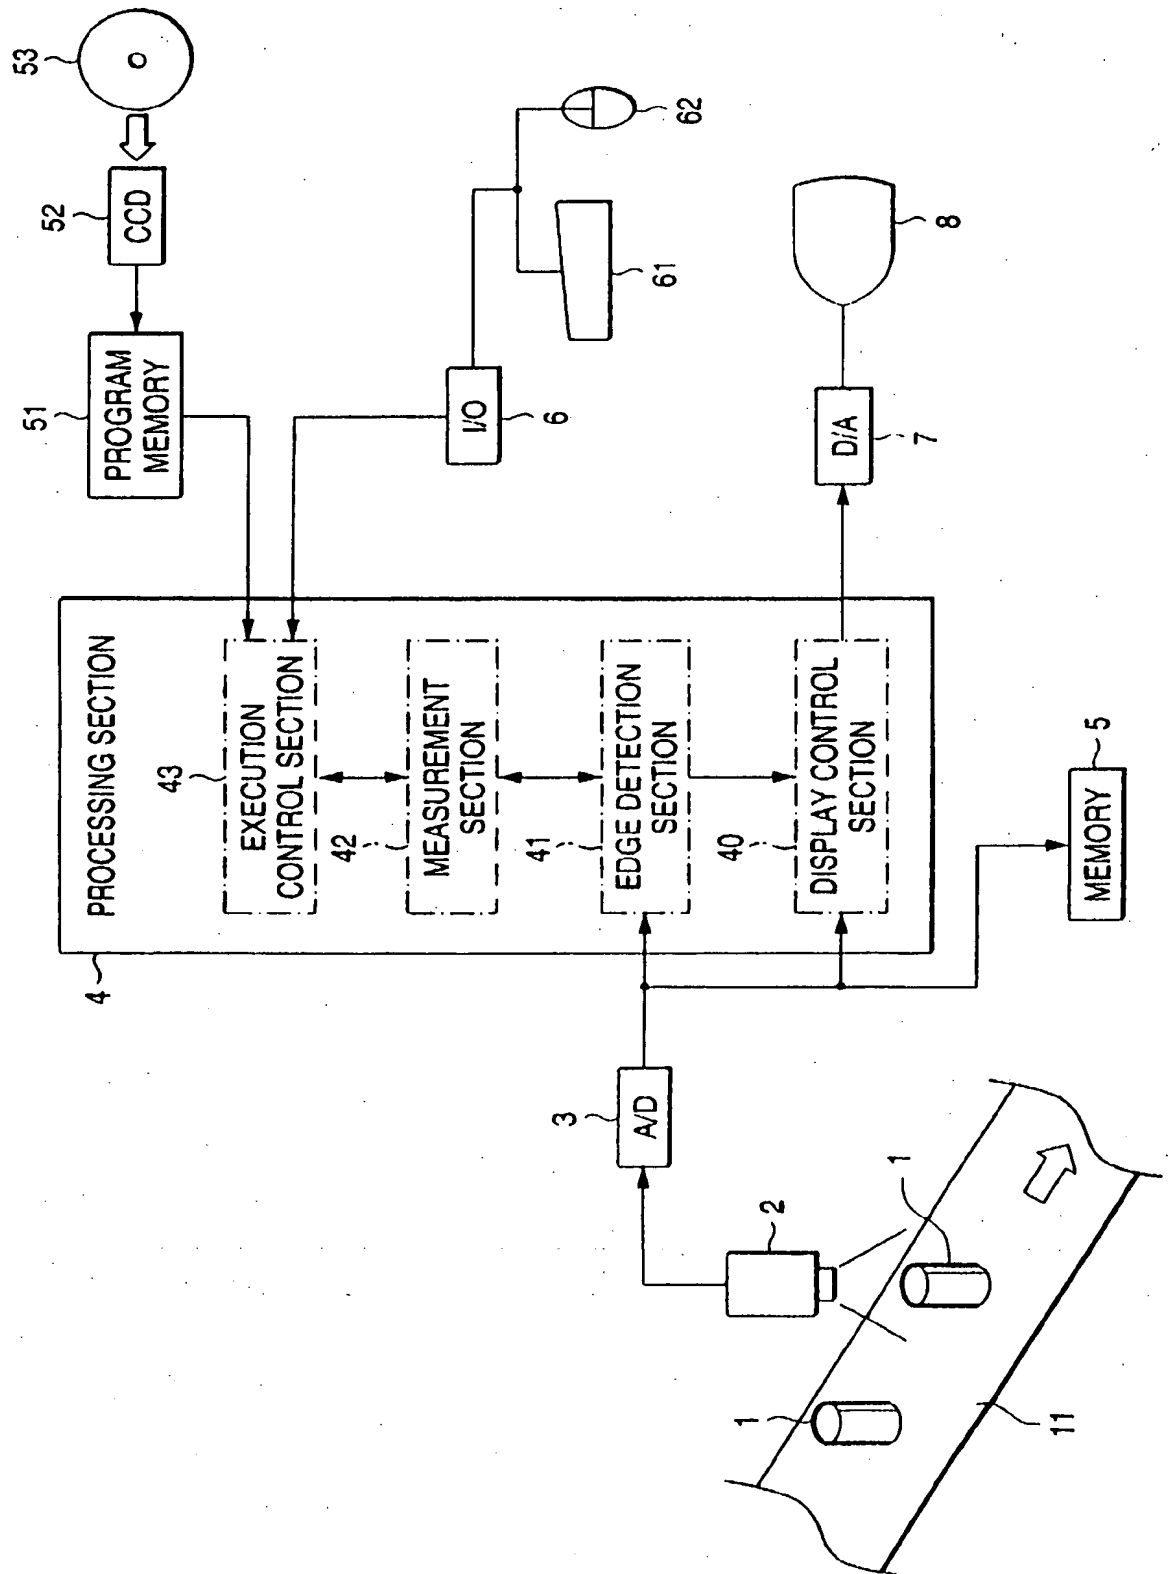 53
52
CCD
51
PROGRAM
MEMORY
62
61
I/O
6
8
D/A
7
PROCESSING SECTION
4
43
EXECUTION
CONTROL SECTION
42
MEASUREMENT
SECTION
41
EDGE DETECTION
SECTION
40
DISPLAY CONTROL
SECTION
5
MEMORY
3
A/D
2
1
1
11